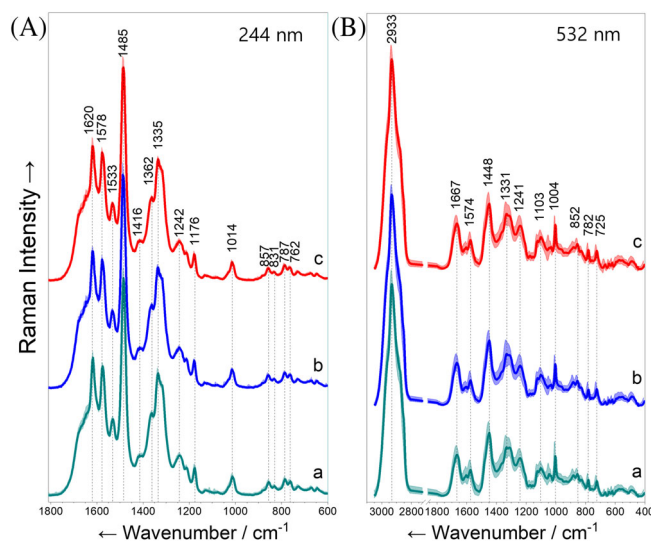 (A)
244 nm
1485
1620
1578
1533
1416
1362
1335
1242
1176
1014
857
831
787
762
c
b
a
Raman Intensity →
1800 1600 1400 1200 1000 800 600
← Wavenumber / cm-1
(B)
532 nm
2933
1667
1574
1448
1331
1241
1103
1004
852
782
725
c
b
a
3000 2800 1800 1600 1400 1200 1000 800 600 400
← Wavenumber / cm-1